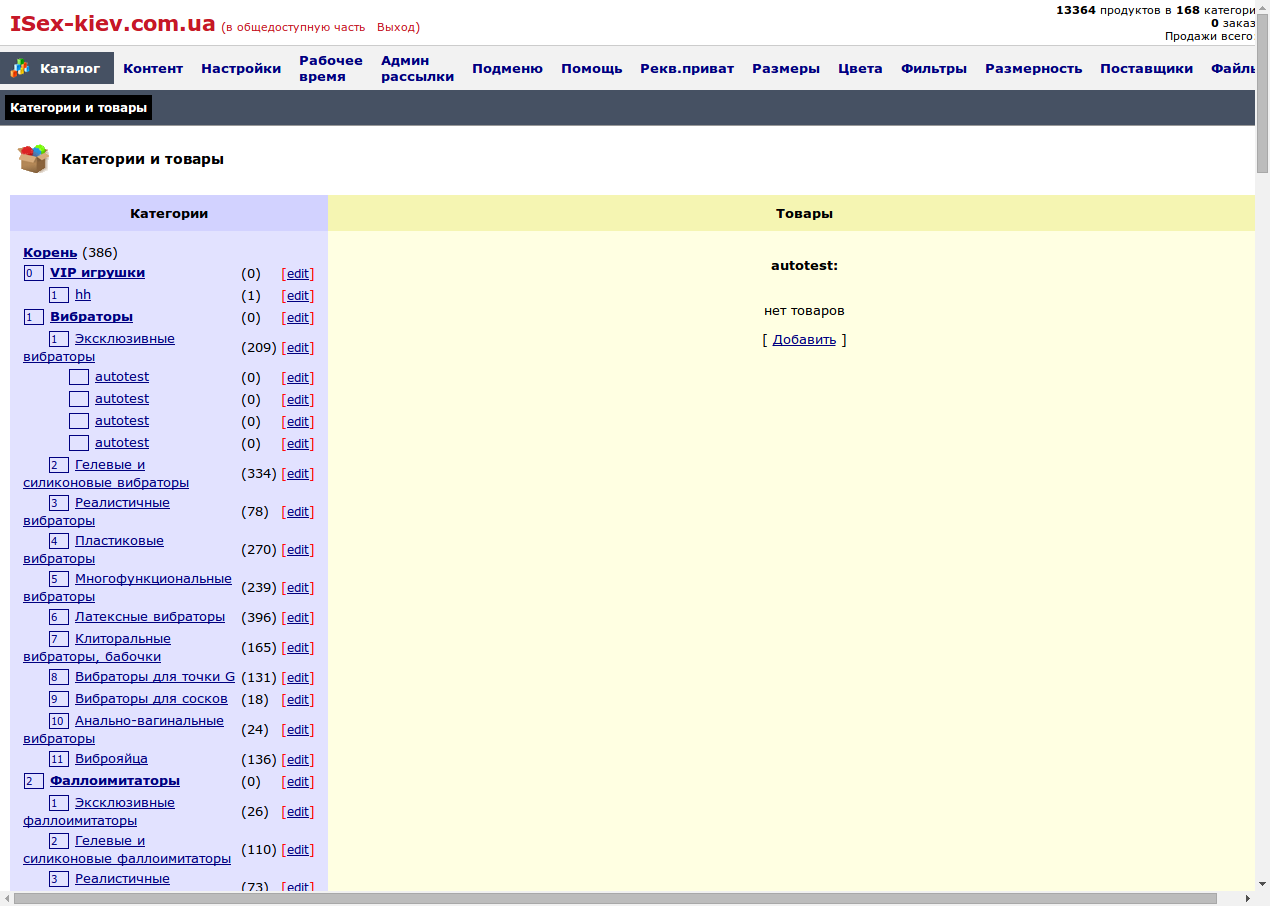 ISex-kiev.com.ua (в общедоступную часть Выход)
13364 продуктов в 168 категори
0 заказ
Продажи всего:
Каталог Контент Настройки Рабочее время Админ рассылки Подменю Помощь Рекв.приват Размеры Цвета Фильтры Размерность Поставщики Файль
Категории и товары
Категории и товары
Категории
Товары
autotest:
нет товаров
[ Добавить ]
Корень (386)
0 VIP игрушки (0) [edit]
1 hh (1) [edit]
1 Вибраторы (0) [edit]
1 Эксклюзивные
вибраторы (209) [edit]
autotest (0) [edit]
autotest (0) [edit]
autotest (0) [edit]
autotest (0) [edit]
2 Гелевые и
силиконовые вибраторы (334) [edit]
3 Реалистичные
вибраторы (78) [edit]
4 Пластиковые
вибраторы (270) [edit]
5 Многофункциональные
вибраторы (239) [edit]
6 Латексные вибраторы (396) [edit]
7 Клиторальные
вибраторы, бабочки (165) [edit]
8 Вибраторы для точки G (131) [edit]
9 Вибраторы для сосков (18) [edit]
10 Анально-вагинальные
вибраторы (24) [edit]
11 Виброяйца (136) [edit]
2 Фаллоимитаторы (0) [edit]
1 Эксклюзивные
фаллоимитаторы (26) [edit]
2 Гелевые и
силиконовые фаллоимитаторы (110) [edit]
3 Реалистичные (73) [edit]